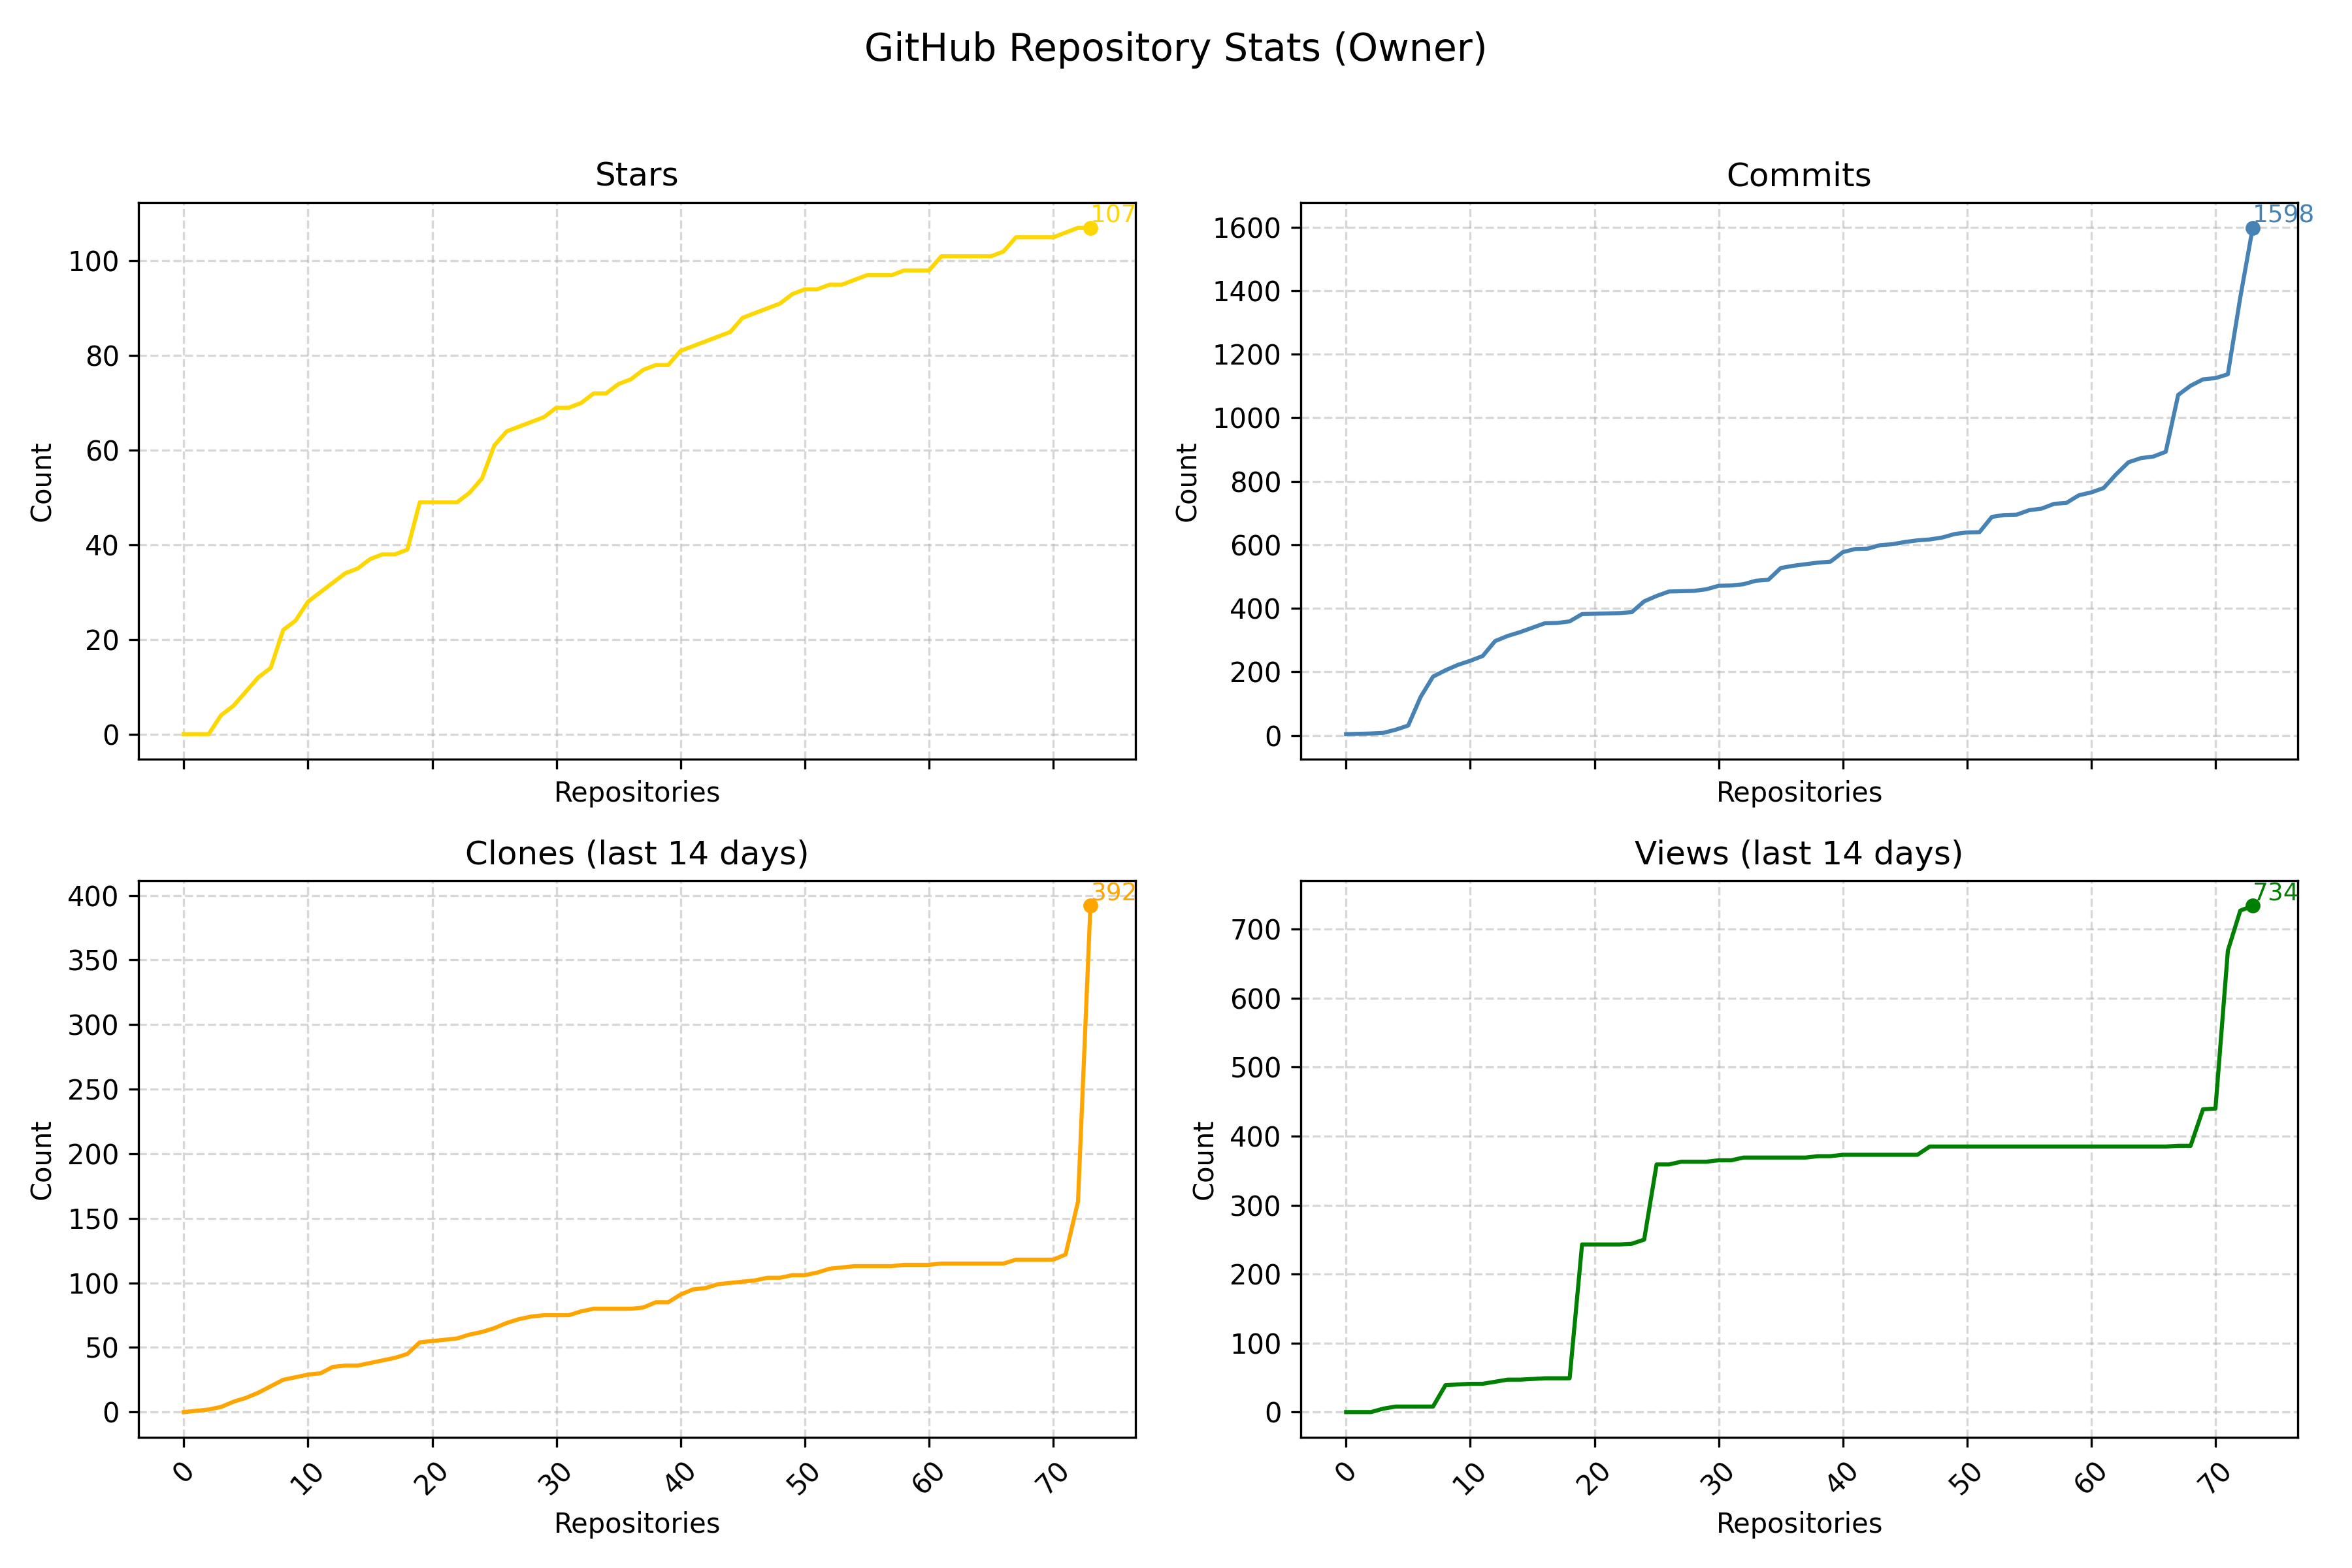 GitHub Repository Stats (Owner)
Stars
107
100
80
60
40
20
0
Count
Repositories
Commits
1598
1600
1400
1200
1000
800
600
400
200
0
Count
Repositories
Clones (last 14 days)
392
400
350
300
250
200
150
100
50
0
Count
0 10 20 30 40 50 60 70
Repositories
Views (last 14 days)
734
700
600
500
400
300
200
100
0
Count
0 10 20 30 40 50 60 70
Repositories